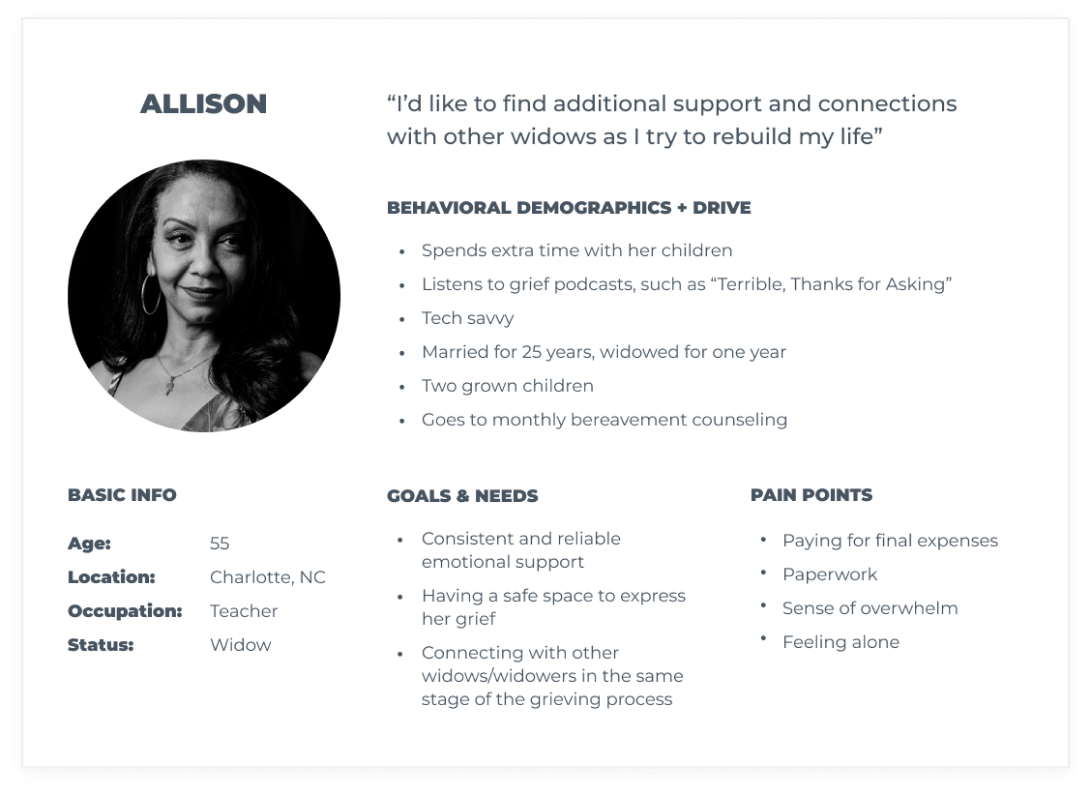 ALLISON
“I’d like to find additional support and connections
with other widows as I try to rebuild my life”
BEHAVIORAL DEMOGRAPHICS + DRIVE
• Spends extra time with her children
• Listens to grief podcasts, such as “Terrible, Thanks for Asking”
• Tech savvy
• Married for 25 years, widowed for one year
• Two grown children
• Goes to monthly bereavement counseling
BASIC INFO
Age: 55
Location: Charlotte, NC
Occupation: Teacher
Status: Widow
GOALS & NEEDS
• Consistent and reliable
emotional support
• Having a safe space to express
her grief
• Connecting with other
widows/widowers in the same
stage of the grieving process
PAIN POINTS
• Paying for final expenses
• Paperwork
• Sense of overwhelm
• Feeling alone